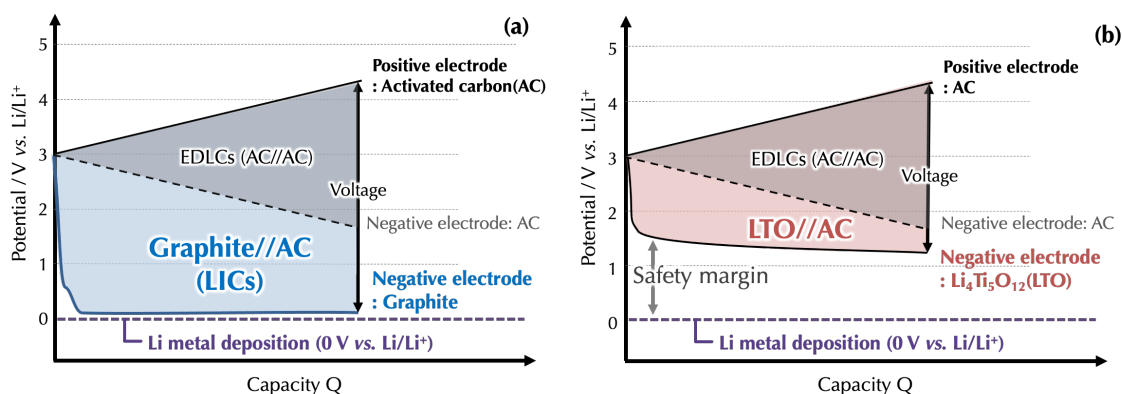 (a)
Potential / V vs. Li/Li⁺
5
4
3
2
1
0
Positive electrode
: Activated carbon(AC)
EDLCs (AC//AC)
Voltage
Negative electrode: AC
Graphite//AC
(LICs)
Negative electrode
: Graphite
Li metal deposition (0 V vs. Li/Li⁺)
Capacity Q
(b)
Potential / V vs. Li/Li⁺
5
4
3
2
1
0
Positive electrode
: AC
EDLCs (AC//AC)
Voltage
Negative electrode: AC
LTO//AC
Negative electrode
: Li₄Ti₅O₁₂(LTO)
Safety margin
Li metal deposition (0 V vs. Li/Li⁺)
Capacity Q